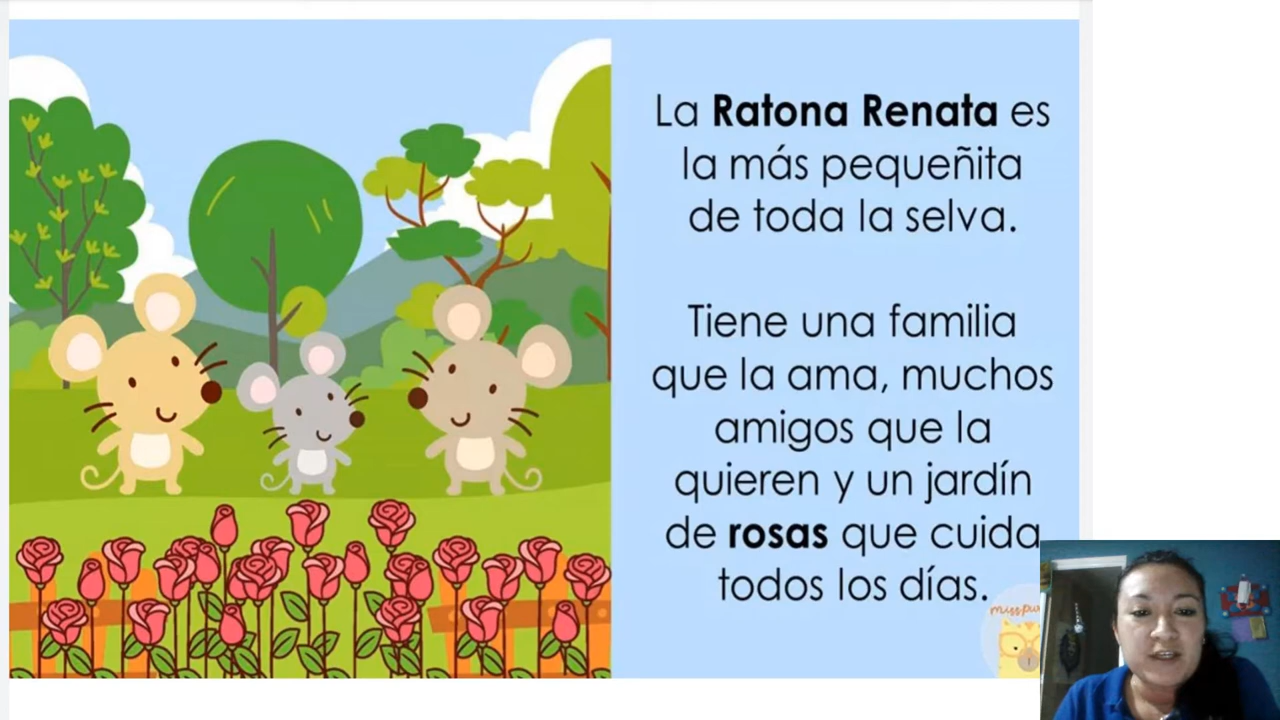 La Ratona Renata es
la más pequeñita
de toda la selva.
Tiene una familia
que la ama, muchos
amigos que la
quieren y un jardín
de rosas que cuida
todos los días.